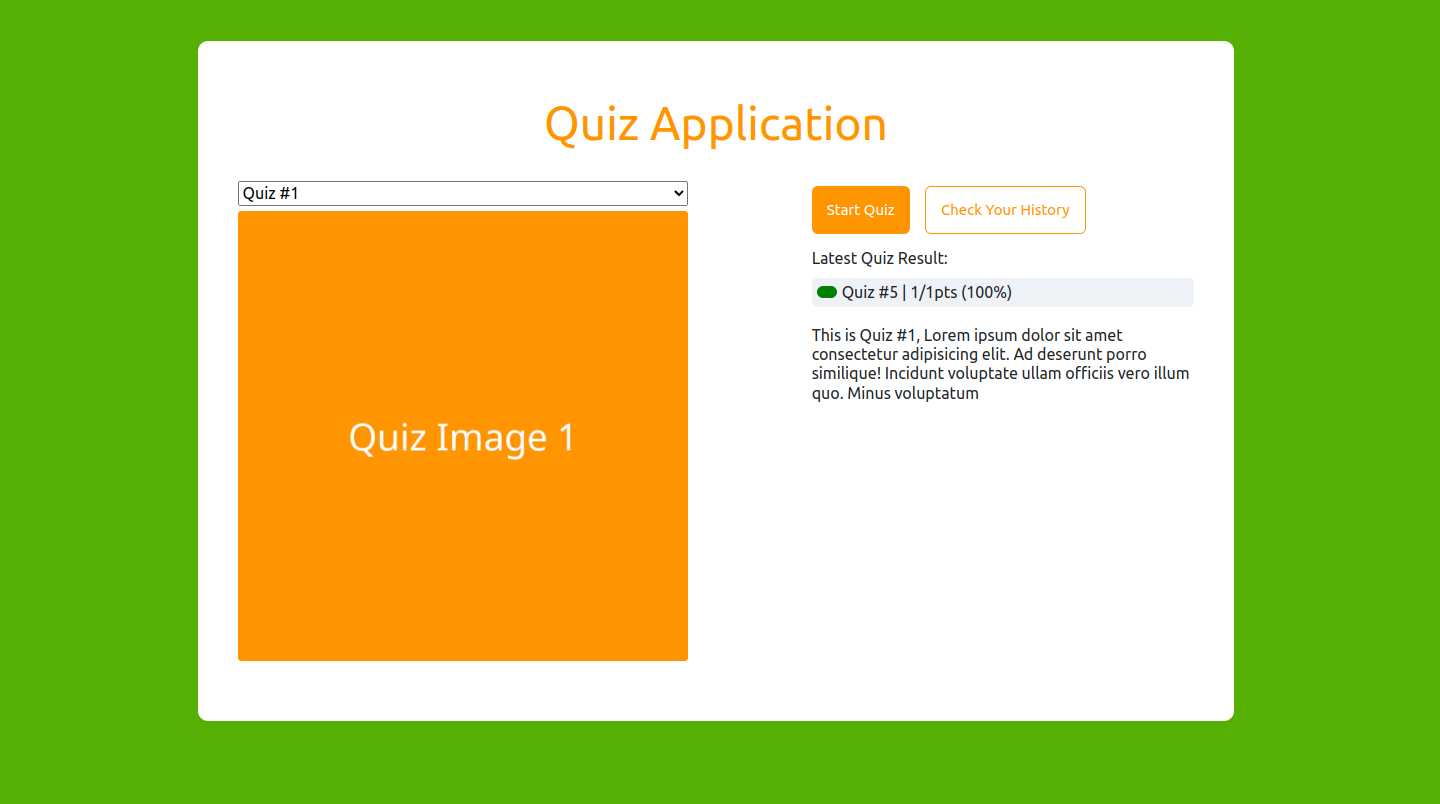 Quiz Application
Quiz #1
Start Quiz
Check Your History
Latest Quiz Result:
Quiz #5 | 1/1pts (100%)
This is Quiz #1, Lorem ipsum dolor sit amet
consectetur adipisicing elit. Ad deserunt porro
similique! Incidunt voluptate ullam officiis vero illum
quo. Minus voluptatum
Quiz Image 1